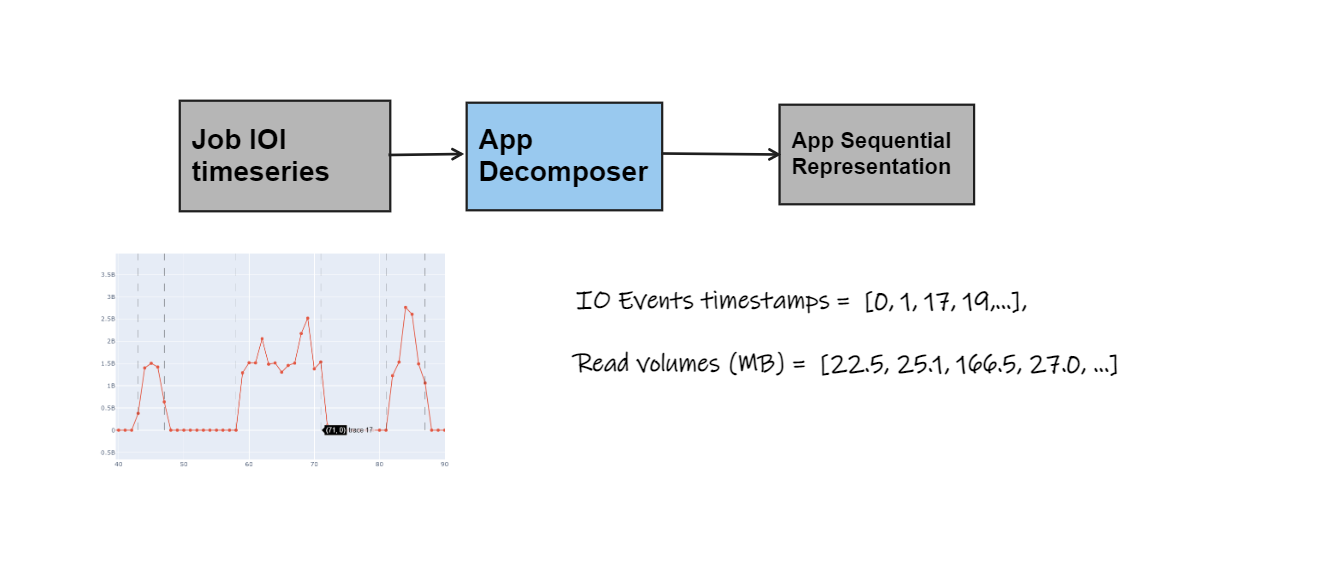 Job IOI
timeseries
App
Decomposer
App Sequential
Representation
3.5B
3B
2.5B
2B
1.5B
1B
0.5B
0
0.5B
40
50
60
70
80
90
(71, 0) trace 17
IO Events timestamps = [0, 1, 17, 19,...],
Read volumes (MB) = [22.5, 25.1, 166.5, 27.0, ...]